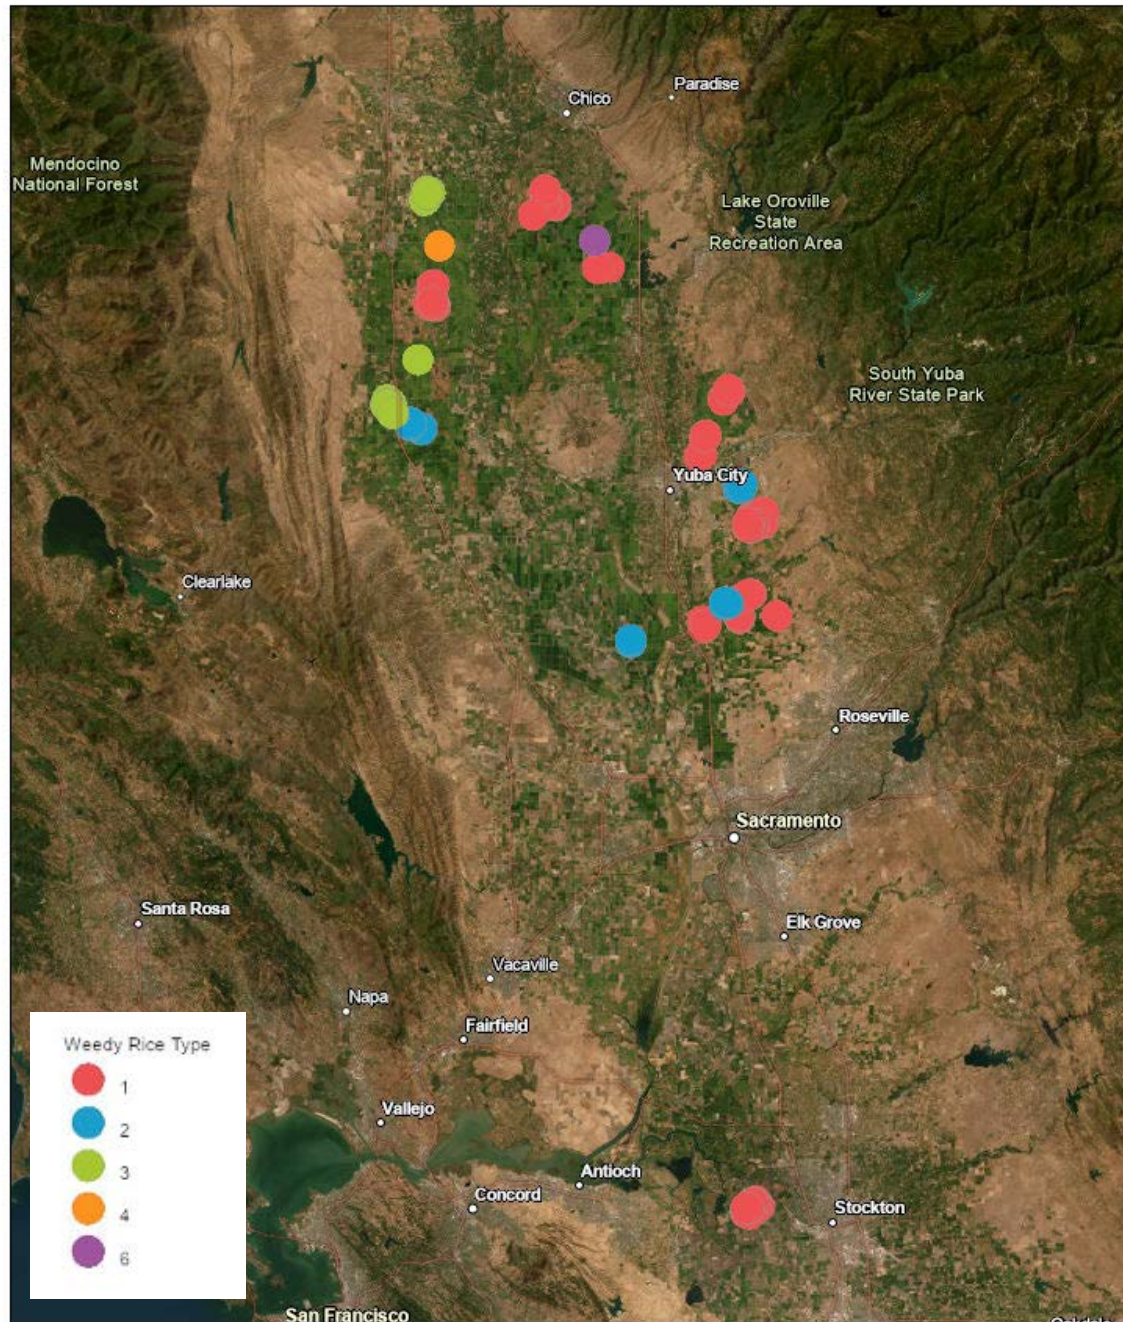 Paradise
Chico
Mendocino
National Forest
Lake Oroville
State
Recreation Area
South Yuba
River State Park
Yuba City
Clearlake
Roseville
Sacramento
Santa Rosa
Elk Grove
Vacaville
Napa
Fairfield
Weedy Rice Type
1
2
3
4
6
Vallejo
Antioch
Concord
Stockton
San Francisco